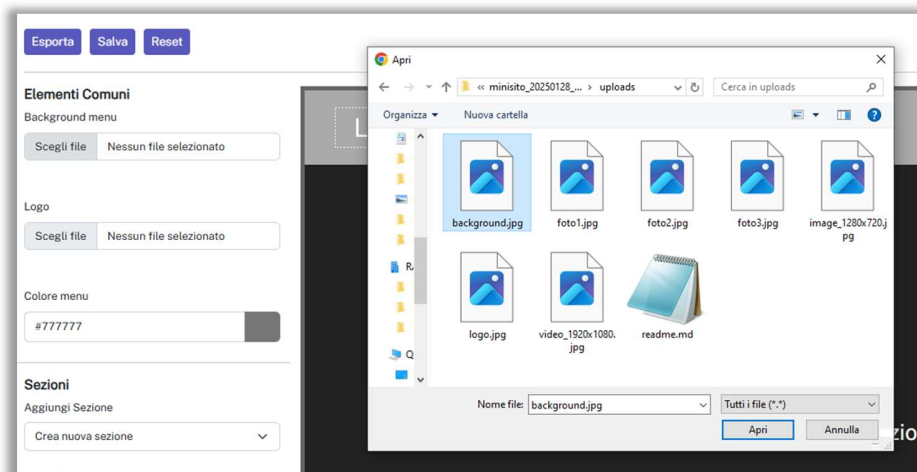 Esporta Salva Reset
Elementi Comuni
Background menu
Scegli file Nessun file selezionato
Logo
Scegli file Nessun file selezionato
Colore menu
#777777
Sezioni
Aggiungi Sezione
Crea nuova sezione
L
Apri
« minisito_20250128_... › uploads
Cerca in uploads
Organizza Nuova cartella
background.jpg foto1.jpg foto2.jpg foto3.jpg image_1280x720.j
pg
logo.jpg video_1920x1080. readme.md
jpg
Nome file: background.jpg Tutti i file (*.*)
Apri Annulla
zio